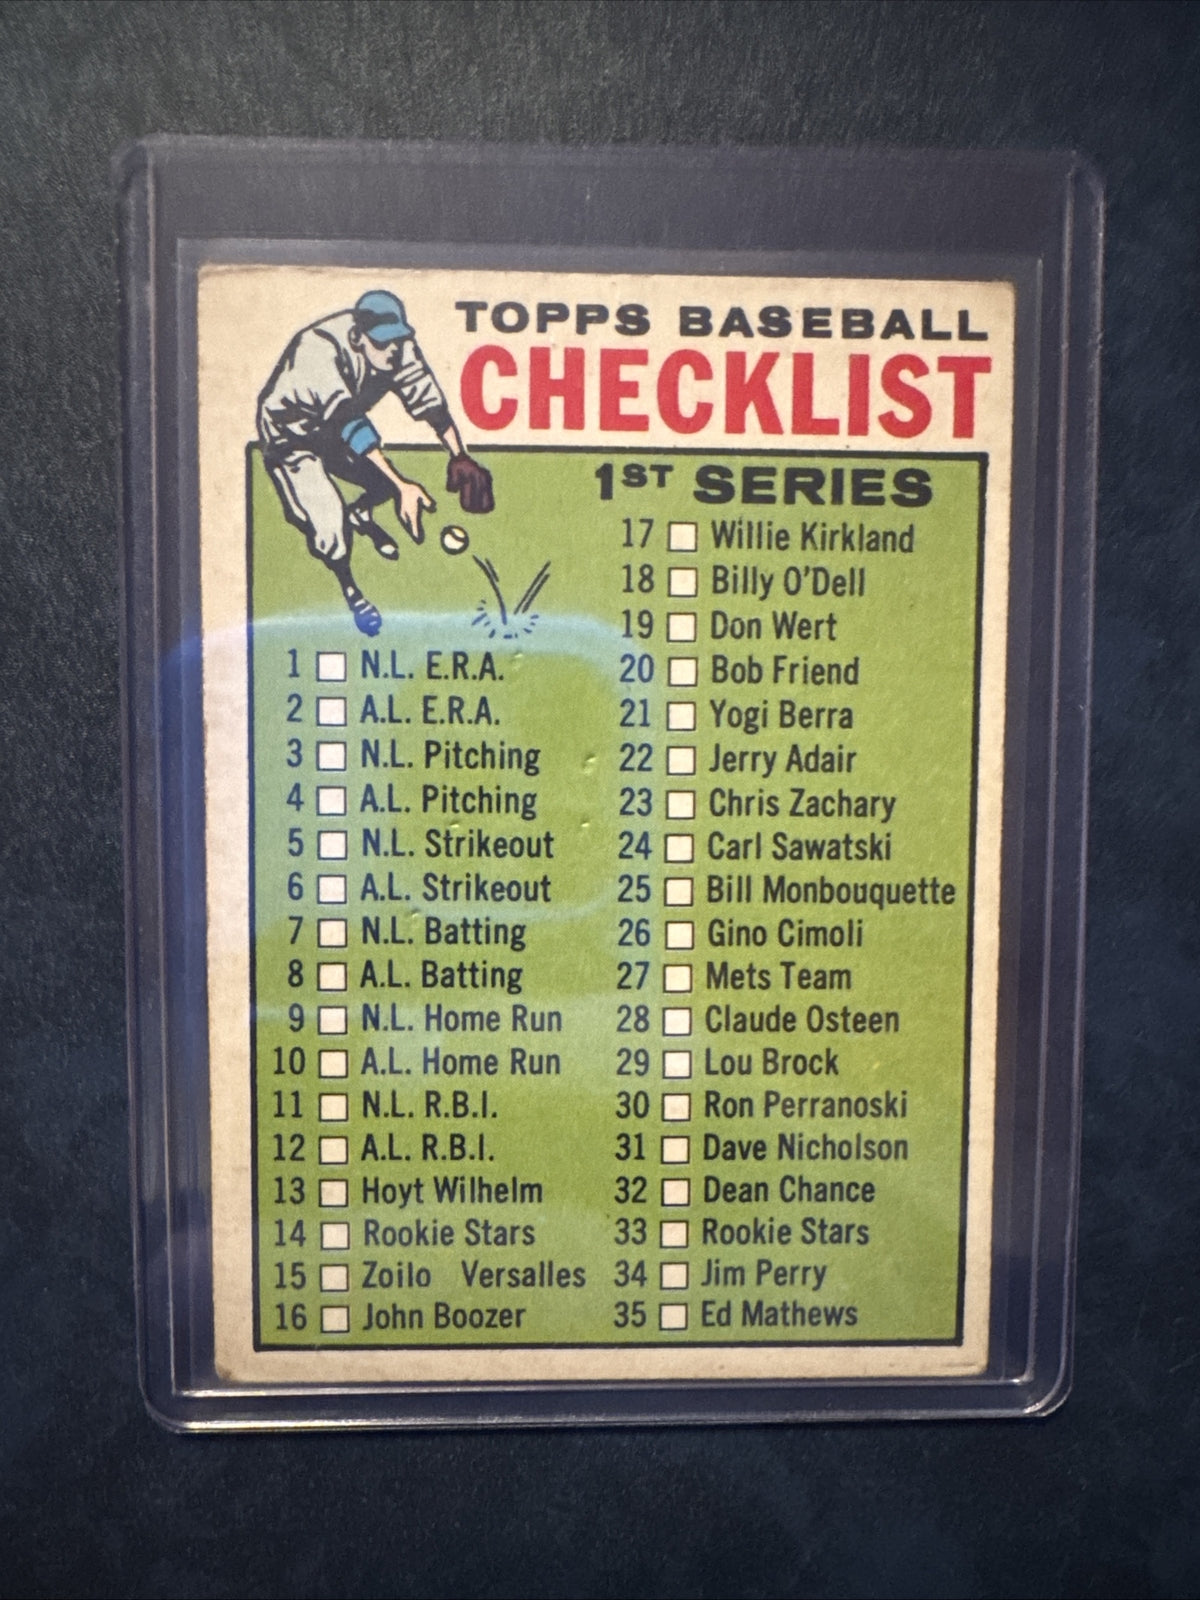 TOPPS BASEBALL
CHECKLIST
1ST SERIES
1 N.L. E.R.A.
2 A.L. E.R.A.
3 N.L. Pitching
4 A.L. Pitching
5 N.L. Strikeout
6 A.L. Strikeout
7 N.L. Batting
8 A.L. Batting
9 N.L. Home Run
10 A.L. Home Run
11 N.L. R.B.I.
12 A.L. R.B.I.
13 Hoyt Wilhelm
14 Rookie Stars
15 Zoilo Versalles
16 John Boozer
17 Willie Kirkland
18 Billy O'Dell
19 Don Wert
20 Bob Friend
21 Yogi Berra
22 Jerry Adair
23 Chris Zachary
24 Carl Sawatski
25 Bill Monbouquette
26 Gino Cimoli
27 Mets Team
28 Claude Osteen
29 Lou Brock
30 Ron Perranoski
31 Dave Nicholson
32 Dean Chance
33 Rookie Stars
34 Jim Perry
35 Ed Mathews